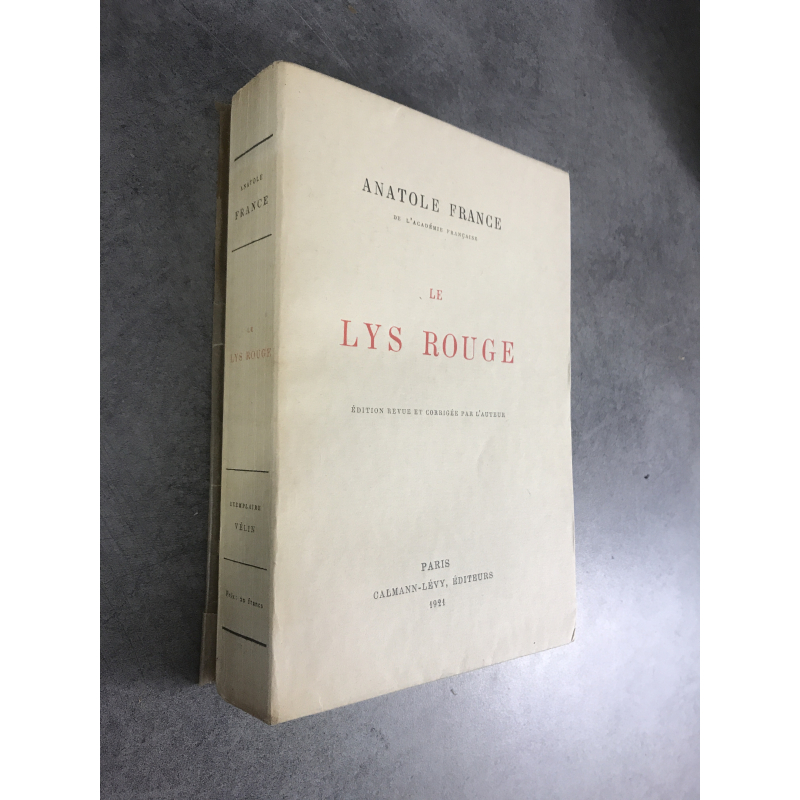 ANATOLE
FRANCE
LE
LYS ROUGE
EXEMPLAIRE
VÉLIN
ANATOLE FRANCE
DE L'ACADÉMIE FRANÇAISE
LE
LYS ROUGE
ÉDITION REVUE ET CORRIGÉE PAR L'AUTEUR
PARIS
CALMANN-LÉVY, ÉDITEURS
1921